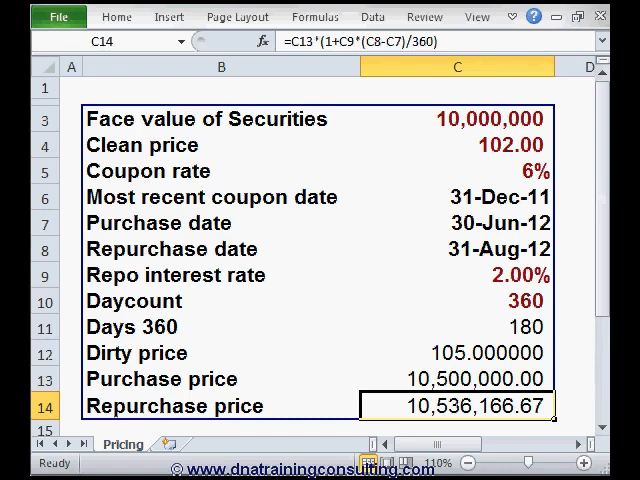 File Home Insert Page Layout Formulas Data Review View
C14 fx =C13*(1+C9*(C8-C7)/360)
A B C D
1
3 Face value of Securities 10,000,000
4 Clean price 102.00
5 Coupon rate 6%
6 Most recent coupon date 31-Dec-11
7 Purchase date 30-Jun-12
8 Repurchase date 31-Aug-12
9 Repo interest rate 2.00%
10 Daycount 360
11 Days 360 180
12 Dirty price 105.000000
13 Purchase price 10,500,000.00
14 Repurchase price 10,536,166.67
15
Pricing
Ready 110%
© www.dnatrainingconsulting.com